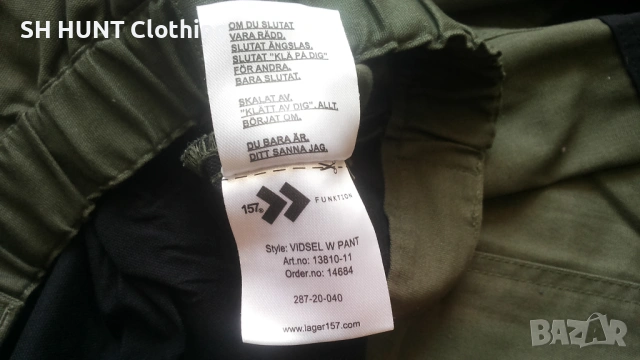 SH HUNT Clothi
OM DU SLUTAT
VARA RÄDD.
SLUTAT ÄNGSLAS.
SLUTAT "KLÄ PÅ DIG"
FÖR ANDRA.
BARA SLUTAT.
SKALAT AV.
"KLÄTT AV DIG". ALLT.
BÖRJAT OM.
DU BARA ÄR.
DITT SANNA JAG.
157 FUNKTION
Style: VIDSEL W PANT
Art.no: 13810-11
Order.no: 14684
287-20-040
www.lager157.com
BAZAR